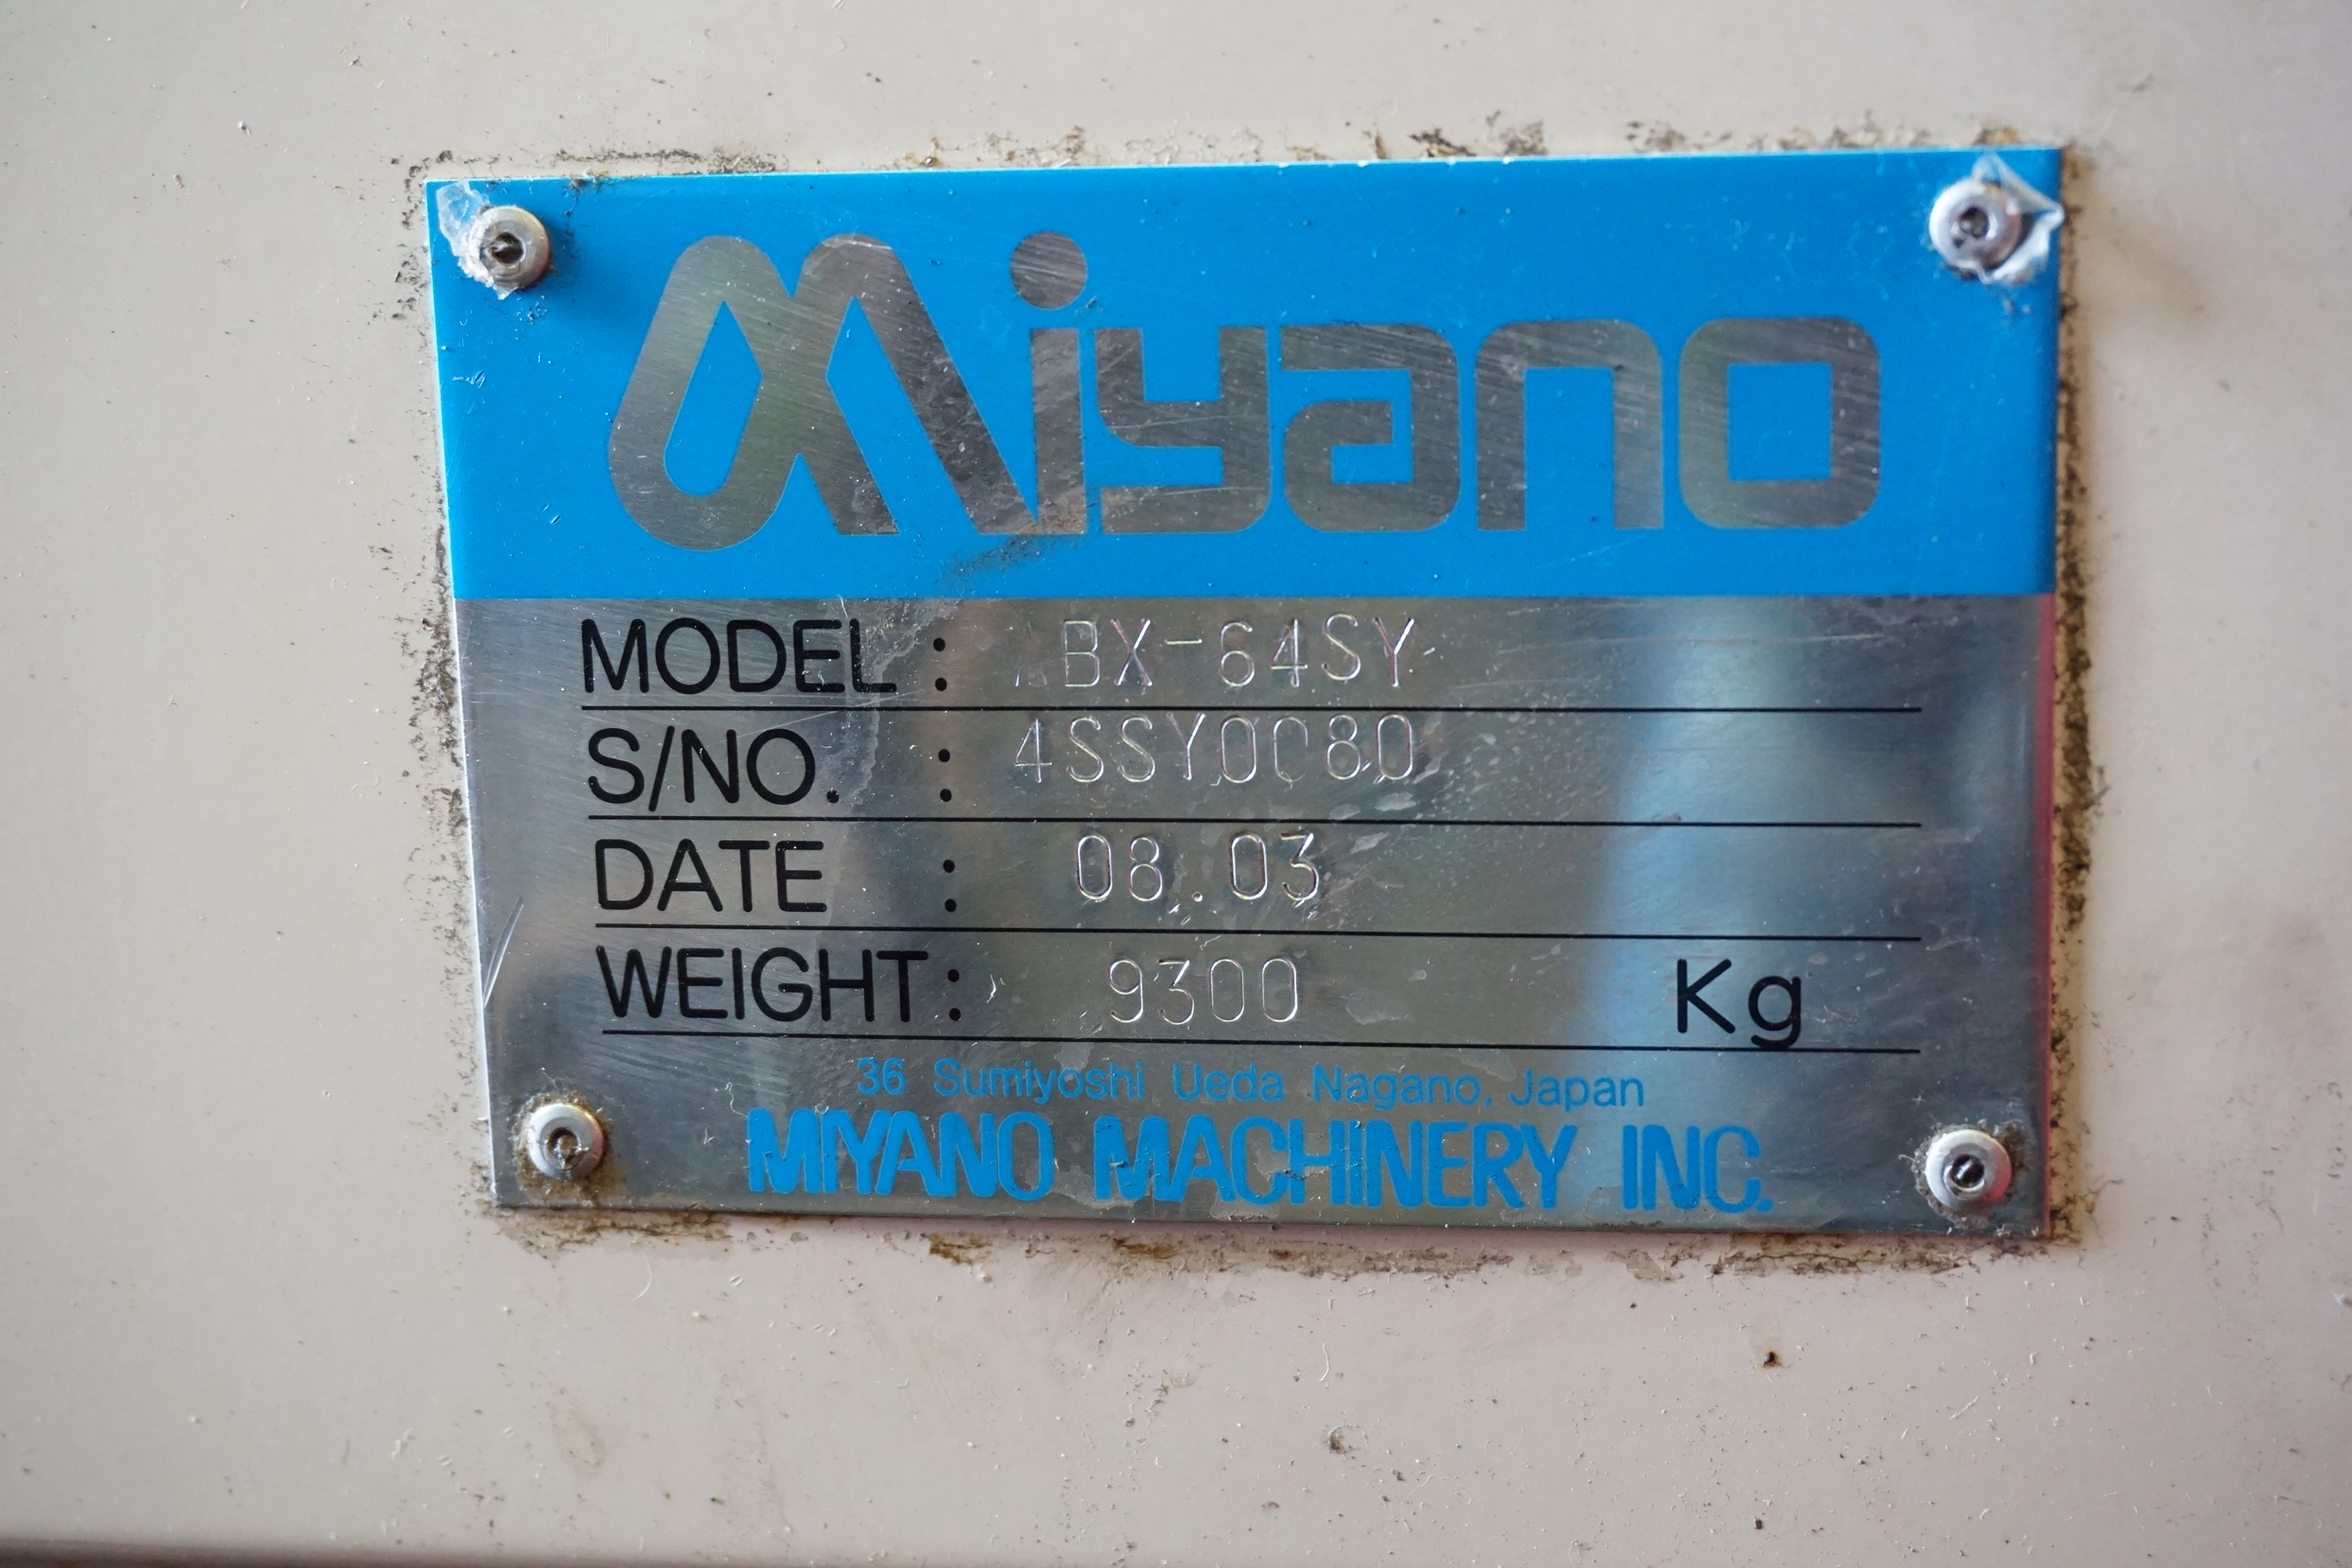 Miyano
MODEL : BX-64SY
S/NO. : 4SSY0080
DATE : 08.03
WEIGHT : 9300 Kg
36 Sumiyoshi Ueda Nagano, Japan
MIYANO MACHINERY INC.